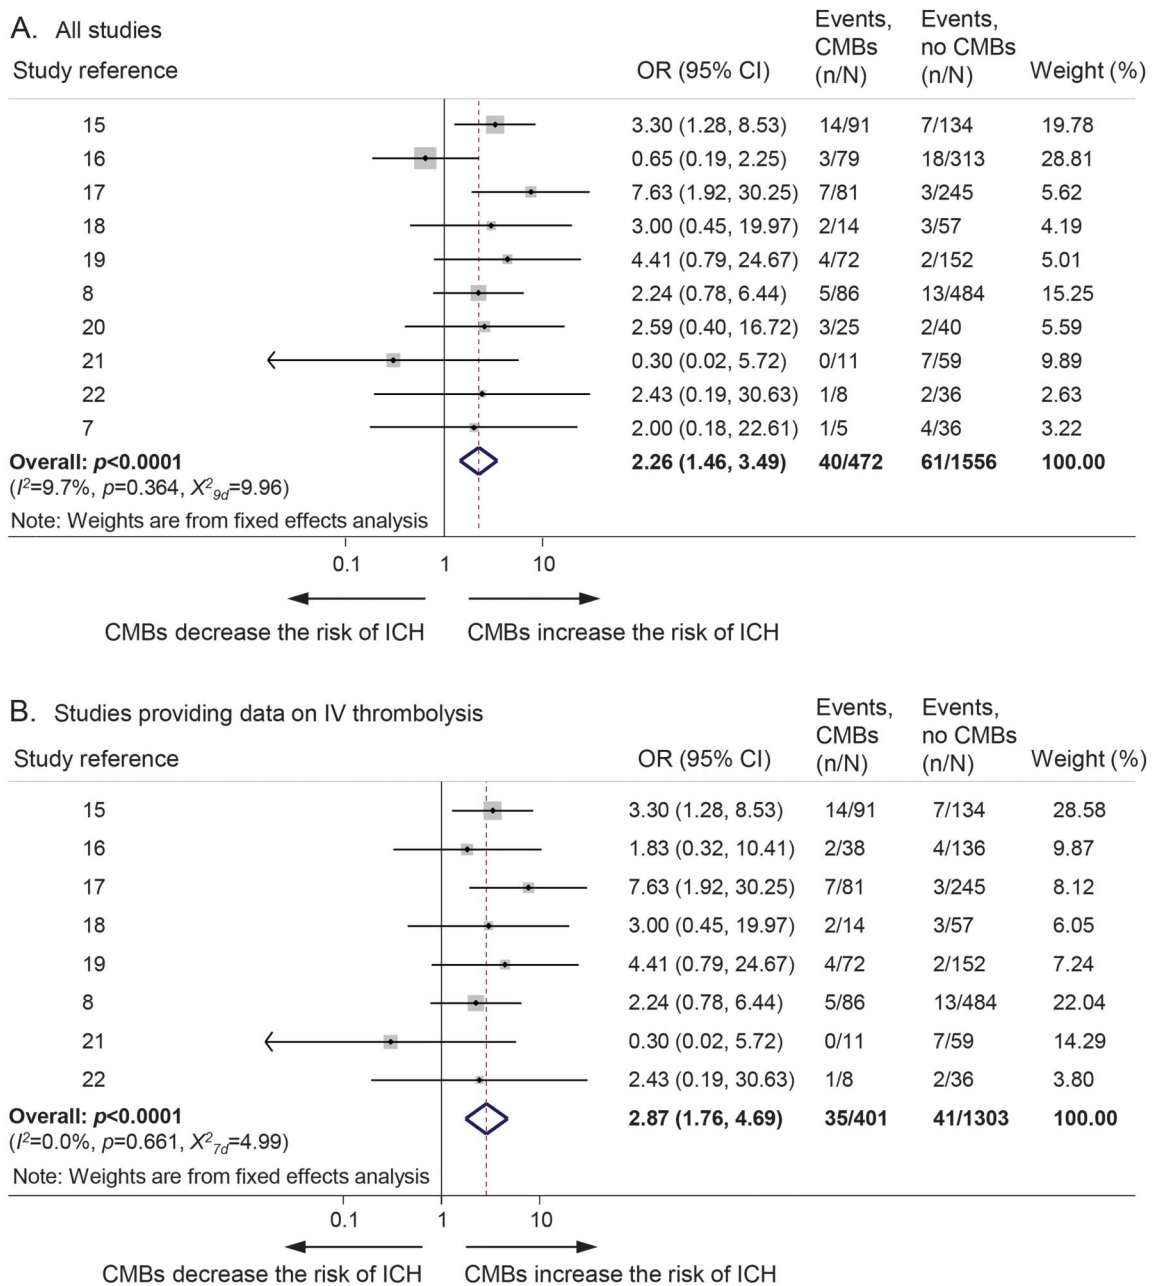 A. All studies
Study reference OR (95% CI) Events, CMBs (n/N) Events, no CMBs (n/N) Weight (%)
15 3.30 (1.28, 8.53) 14/91 7/134 19.78
16 0.65 (0.19, 2.25) 3/79 18/313 28.81
17 7.63 (1.92, 30.25) 7/81 3/245 5.62
18 3.00 (0.45, 19.97) 2/14 3/57 4.19
19 4.41 (0.79, 24.67) 4/72 2/152 5.01
8 2.24 (0.78, 6.44) 5/86 13/484 15.25
20 2.59 (0.40, 16.72) 3/25 2/40 5.59
21 0.30 (0.02, 5.72) 0/11 7/59 9.89
22 2.43 (0.19, 30.63) 1/8 2/36 2.63
7 2.00 (0.18, 22.61) 1/5 4/36 3.22
Overall: p<0.0001 2.26 (1.46, 3.49) 40/472 61/1556 100.00
(I²=9.7%, p=0.364, X²9d=9.96)
Note: Weights are from fixed effects analysis
0.1 1 10
CMBs decrease the risk of ICH CMBs increase the risk of ICH
B. Studies providing data on IV thrombolysis
Study reference OR (95% CI) Events, CMBs (n/N) Events, no CMBs (n/N) Weight (%)
15 3.30 (1.28, 8.53) 14/91 7/134 28.58
16 1.83 (0.32, 10.41) 2/38 4/136 9.87
17 7.63 (1.92, 30.25) 7/81 3/245 8.12
18 3.00 (0.45, 19.97) 2/14 3/57 6.05
19 4.41 (0.79, 24.67) 4/72 2/152 7.24
8 2.24 (0.78, 6.44) 5/86 13/484 22.04
21 0.30 (0.02, 5.72) 0/11 7/59 14.29
22 2.43 (0.19, 30.63) 1/8 2/36 3.80
Overall: p<0.0001 2.87 (1.76, 4.69) 35/401 41/1303 100.00
(I²=0.0%, p=0.661, X²7d=4.99)
Note: Weights are from fixed effects analysis
0.1 1 10
CMBs decrease the risk of ICH CMBs increase the risk of ICH